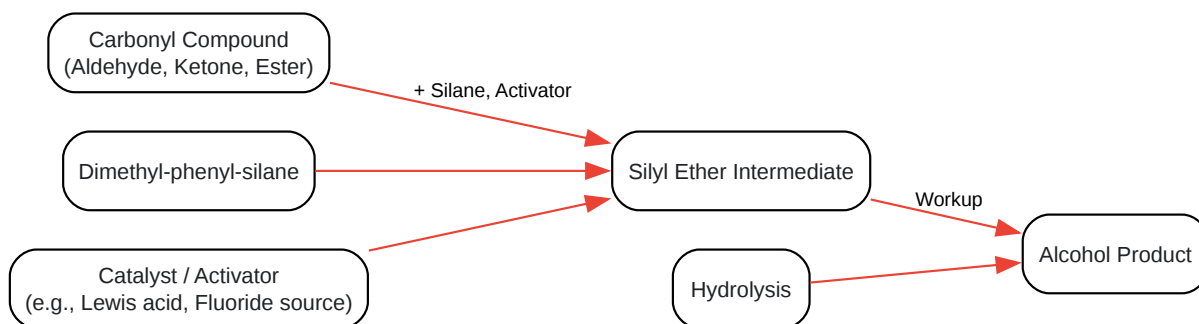 Carbonyl Compound
(Aldehyde, Ketone, Ester)
+ Silane, Activator
Dimethyl-phenyl-silane
Silyl Ether Intermediate
Workup
Alcohol Product
Catalyst / Activator
(e.g., Lewis acid, Fluoride source)
Hydrolysis